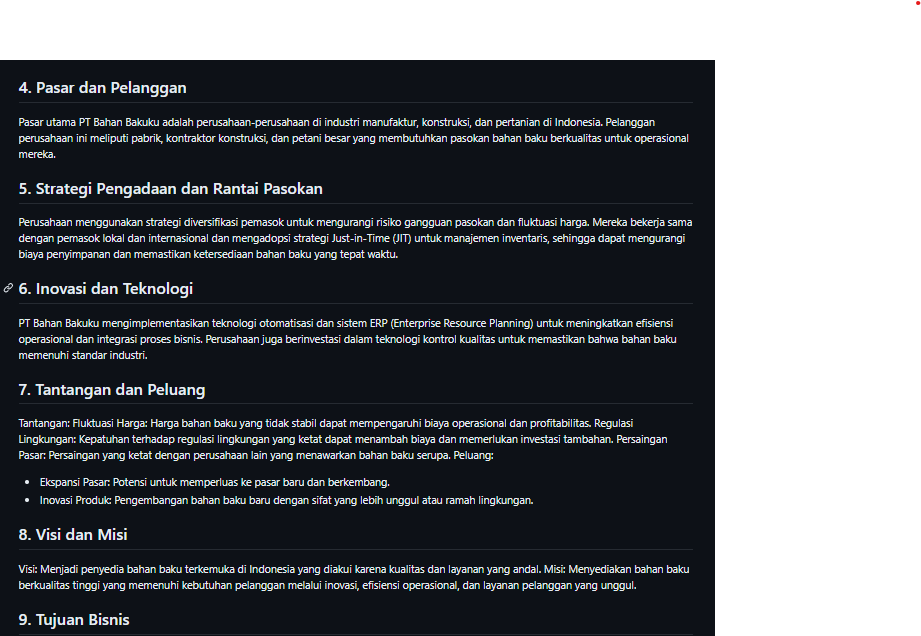 4. Pasar dan Pelanggan
Pasar utama PT Bahan Bakuku adalah perusahaan-perusahaan di industri manufaktur, konstruksi, dan pertanian di Indonesia. Pelanggan
perusahaan ini meliputi pabrik, kontraktor konstruksi, dan petani besar yang membutuhkan pasokan bahan baku berkualitas untuk operasional
mereka.
5. Strategi Pengadaan dan Rantai Pasokan
Perusahaan menggunakan strategi diversifikasi pemasok untuk mengurangi risiko gangguan pasokan dan fluktuasi harga. Mereka bekerja sama
dengan pemasok lokal dan internasional dan mengadopsi strategi Just-in-Time (JIT) untuk manajemen inventaris, sehingga dapat mengurangi
biaya penyimpanan dan memastikan ketersediaan bahan baku yang tepat waktu.
6. Inovasi dan Teknologi
PT Bahan Bakuku mengimplementasikan teknologi otomatisasi dan sistem ERP (Enterprise Resource Planning) untuk meningkatkan efisiensi
operasional dan integrasi proses bisnis. Perusahaan juga berinvestasi dalam teknologi kontrol kualitas untuk memastikan bahwa bahan baku
memenuhi standar industri.
7. Tantangan dan Peluang
Tantangan: Fluktuasi Harga: Harga bahan baku yang tidak stabil dapat mempengaruhi biaya operasional dan profitabilitas. Regulasi
Lingkungan: Kepatuhan terhadap regulasi lingkungan yang ketat dapat menambah biaya dan memerlukan investasi tambahan. Persaingan
Pasar: Persaingan yang ketat dengan perusahaan lain yang menawarkan bahan baku serupa. Peluang:
• Ekspansi Pasar: Potensi untuk memperluas ke pasar baru dan berkembang.
• Inovasi Produk: Pengembangan bahan baku baru dengan sifat yang lebih unggul atau ramah lingkungan.
8. Visi dan Misi
Visi: Menjadi penyedia bahan baku terkemuka di Indonesia yang diakui karena kualitas dan layanan yang andal. Misi: Menyediakan bahan baku
berkualitas tinggi yang memenuhi kebutuhan pelanggan melalui inovasi, efisiensi operasional, dan layanan pelanggan yang unggul.
9. Tujuan Bisnis